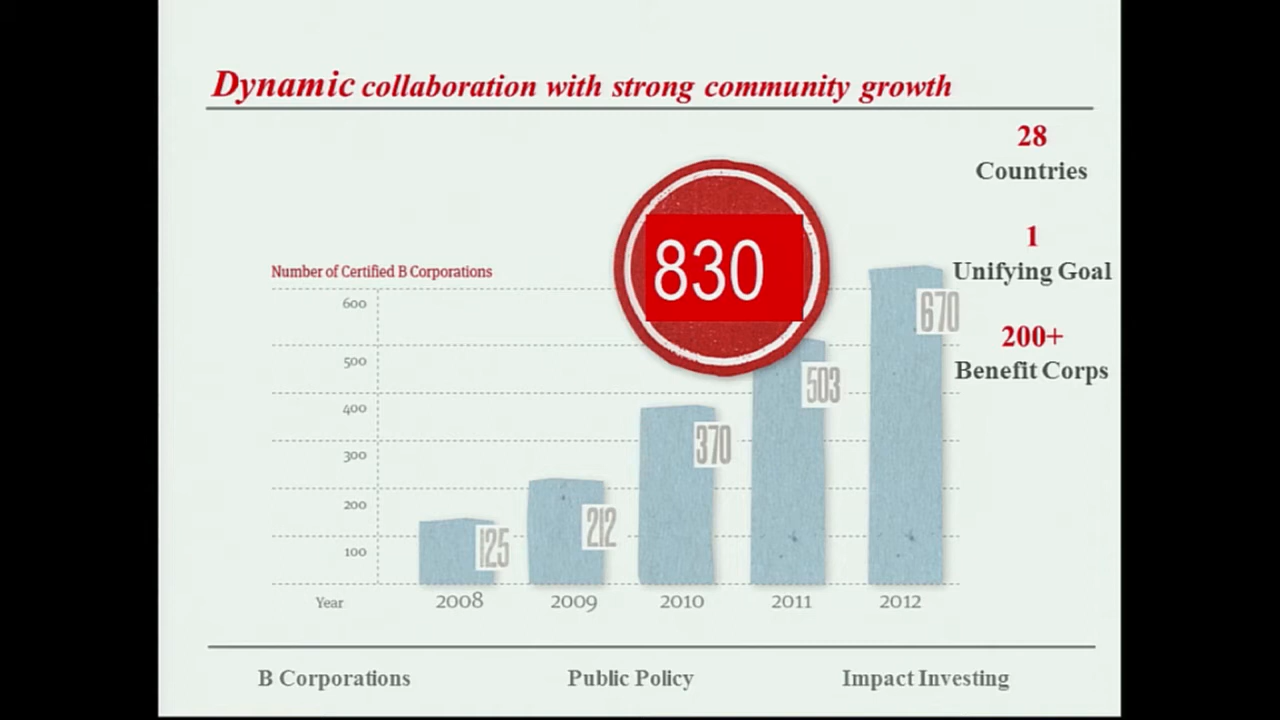 Dynamic collaboration with strong community growth
28
Countries
1
Unifying Goal
200+
Benefit Corps
830
Number of Certified B Corporations
600
500
400
300
200
100
125
212
370
503
670
Year
2008
2009
2010
2011
2012
B Corporations
Public Policy
Impact Investing